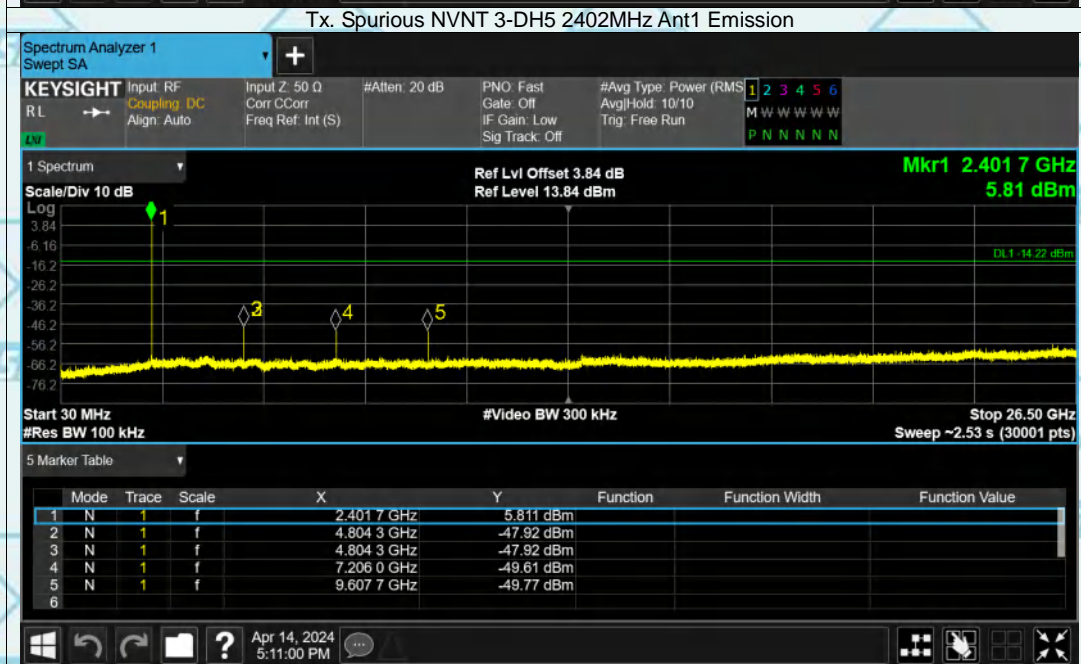 Tx. Spurious NVNT 3-DH5 2402MHz Ant1 Emission
Spectrum Analyzer 1
Swept SA
+
KEYSIGHT Input: RF Input Z: 50 Ω #Atten: 20 dB PNO: Fast #Avg Type: Power (RMS 1 2 3 4 5 6
RL Coupling: DC Corr CCorr Gate: Off Avg|Hold: 10/10 M W W W W W
Align: Auto Freq Ref: Int (S) IF Gain: Low Trig: Free Run
LXI Sig Track: Off P N N N N N
1 Spectrum Ref Lvl Offset 3.84 dB Mkr1 2.401 7 GHz
Scale/Div 10 dB Ref Level 13.84 dBm 5.81 dBm
Log
1
3.84
-6.16
DL1 -14.22 dBm
-16.2
-26.2
-36.2
3 4 5
-46.2
-56.2
-66.2
-76.2
Start 30 MHz #Video BW 300 kHz Stop 26.50 GHz
#Res BW 100 kHz Sweep ~2.53 s (30001 pts)
5 Marker Table
Mode Trace Scale X Y Function Function Width Function Value
1 N 1 f 2.401 7 GHz 5.811 dBm
2 N 1 f 4.804 3 GHz -47.92 dBm
3 N 1 f 4.804 3 GHz -47.92 dBm
4 N 1 f 7.206 0 GHz -49.61 dBm
5 N 1 f 9.607 7 GHz -49.77 dBm
6
? Apr 14, 2024
5:11:00 PM